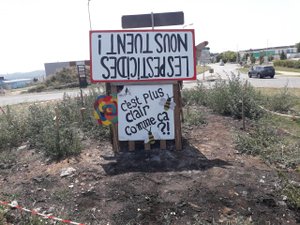 LES PESTICIDES
NOUS TUENT !
c'est plus
clair
comme ça
?!